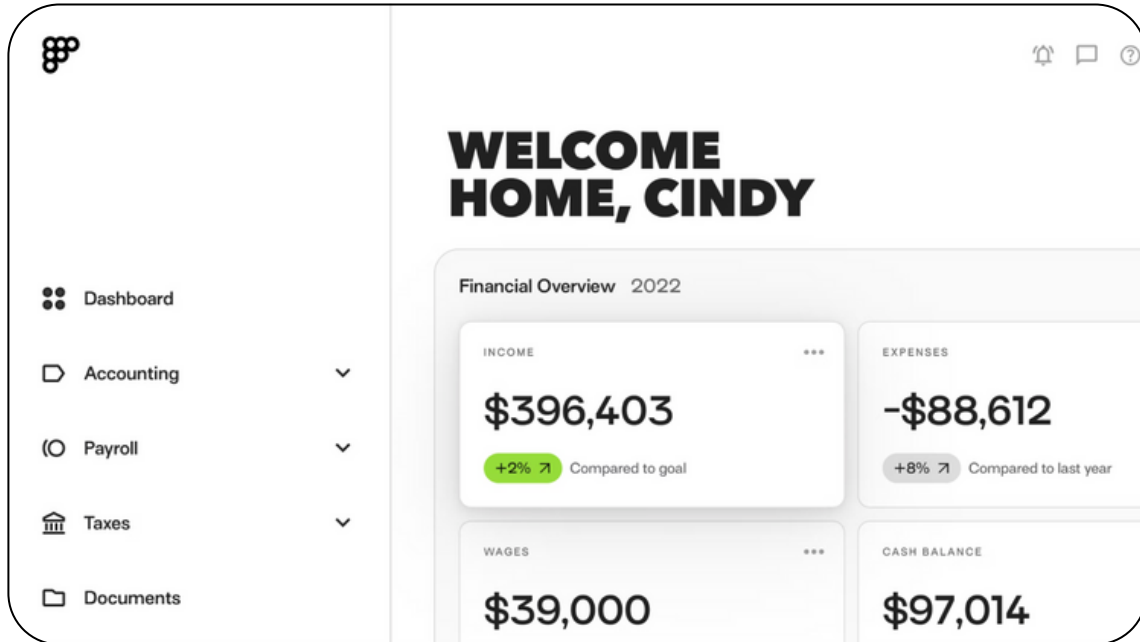 WELCOME
HOME, CINDY
Dashboard
Accounting
Payroll
Taxes
Documents
Financial Overview 2022
INCOME
$396,403
+2% Compared to goal
EXPENSES
-$88,612
+8% Compared to last year
WAGES
$39,000
CASH BALANCE
$97,014